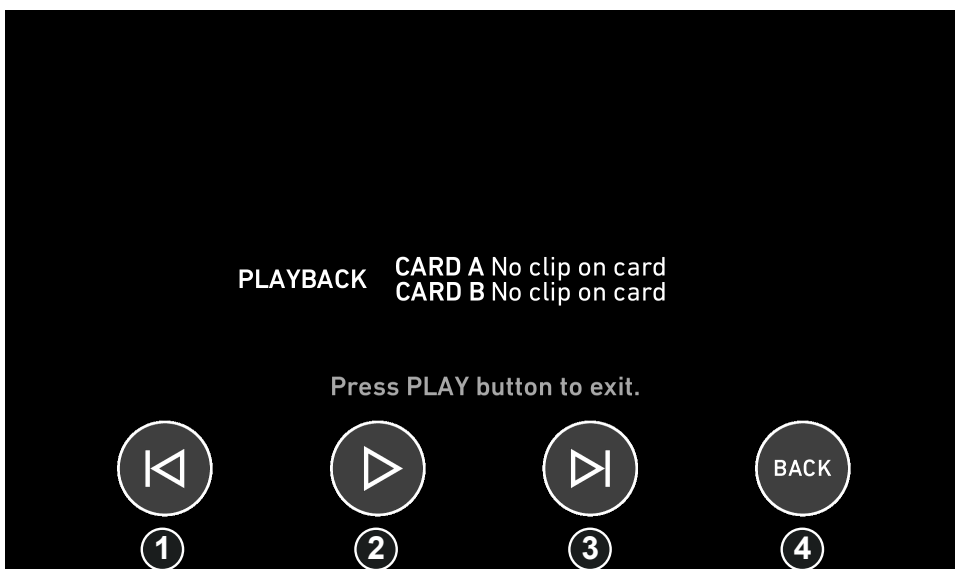 PLAYBACK
CARD A No clip on card
CARD B No clip on card
Press PLAY button to exit.
BACK
1 2 3 4